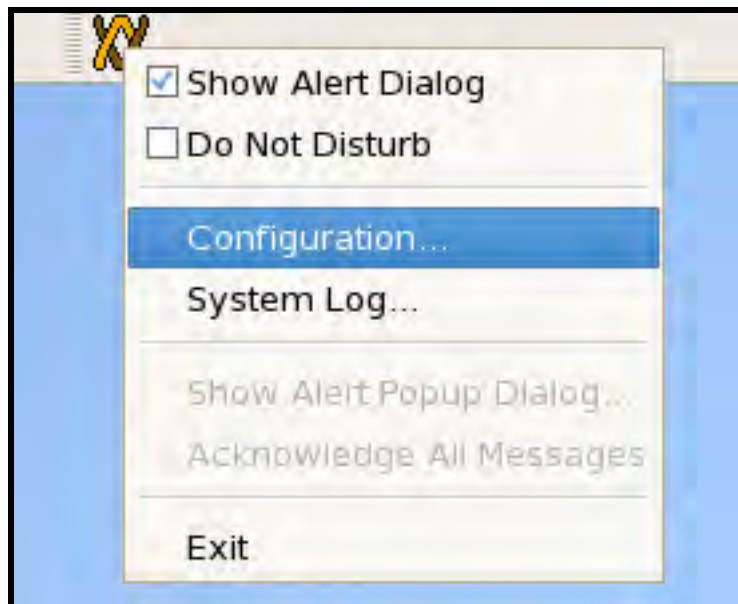 Show Alert Dialog
Do Not Disturb
Configuration...
System Log...
Show Alert Popup Dialog...
Acknowledge All Messages
Exit